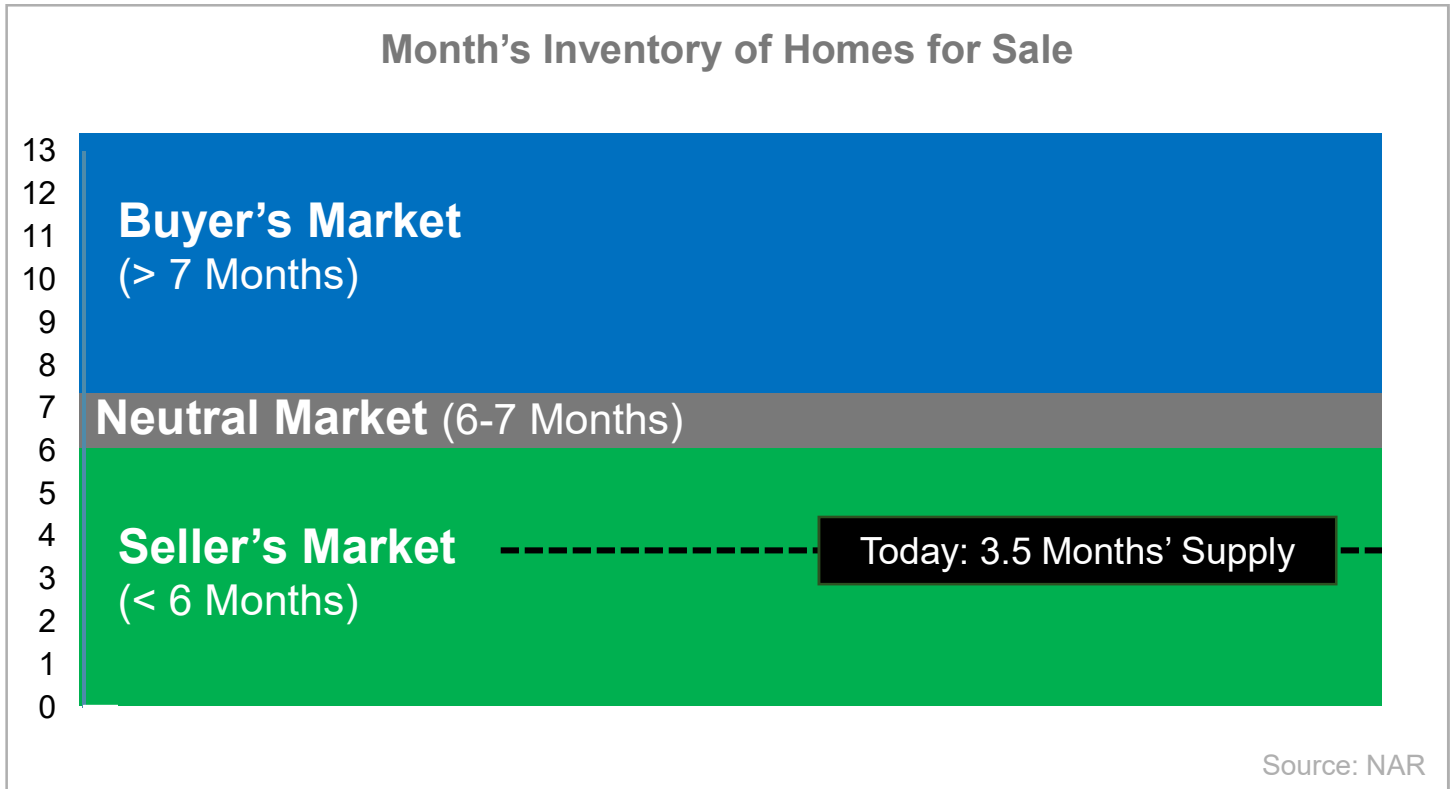 Month’s Inventory of Homes for Sale
13
12
11
10
9
8
7
6
5
4
3
2
1
0
Buyer’s Market
(> 7 Months)
Neutral Market (6-7 Months)
Seller’s Market
(< 6 Months)
Today: 3.5 Months’ Supply
Source: NAR